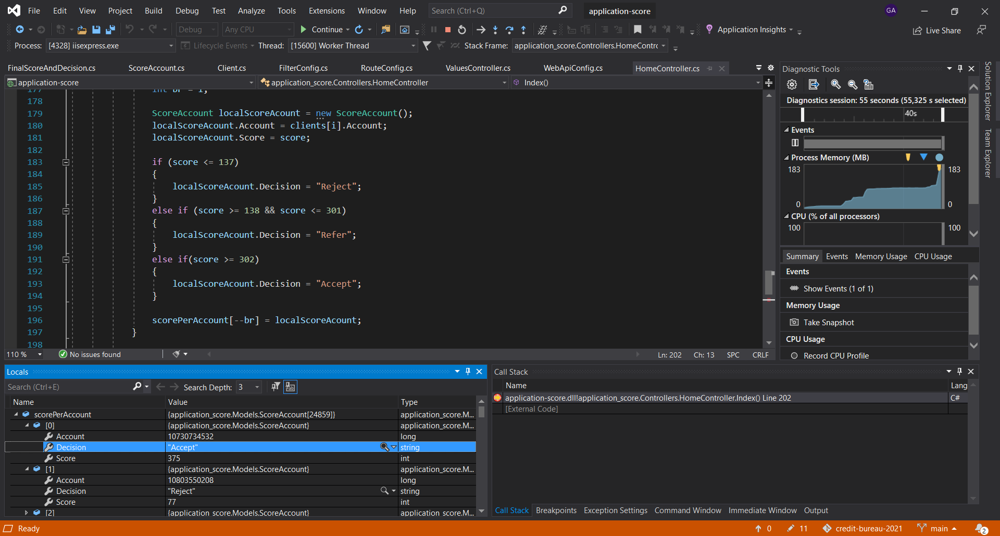 File Edit View Project Build Debug Test Analyze Tools Extensions Window Help Search (Ctrl+Q) application-score GA
Debug Any CPU Continue Application Insights Live Share
Process: [4328] iisexpress.exe Lifecycle Events Thread: [15600] Worker Thread Stack Frame: application_score.Controllers.HomeContro
FinalScoreAndDecision.cs ScoreAccount.cs Client.cs FilterConfig.cs RouteConfig.cs ValuesController.cs WebApiConfig.cs HomeController.cs
application-score application_score.Controllers.HomeController Index()
177 int br = i;
178
179 ScoreAccount localScoreAcount = new ScoreAccount();
180 localScoreAcount.Account = clients[i].Account;
181 localScoreAcount.Score = score;
182
183 if (score <= 137)
184 {
185 localScoreAcount.Decision = "Reject";
186 }
187 else if (score >= 138 && score <= 301)
188 {
189 localScoreAcount.Decision = "Refer";
190 }
191 else if(score >= 302)
192 {
193 localScoreAcount.Decision = "Accept";
194 }
195
196 scorePerAccount[--br] = localScoreAcount;
197 }
198
110 % No issues found Ln: 202 Ch: 13 SPC CRLF
Diagnostic Tools
Diagnostics session: 55 seconds (55,325 s selected)
40s
Events
Process Memory (MB)
183 183
0 0
CPU (% of all processors)
100 100
Summary Events Memory Usage CPU Usage
Events
Show Events (1 of 1)
Memory Usage
Take Snapshot
CPU Usage
Record CPU Profile
Solution Explorer
Team Explorer
Locals
Search (Ctrl+E) Search Depth: 3
Name Value Type
scorePerAccount {application_score.Models.ScoreAccount[24859]} application_score.M...
[0] {application_score.Models.ScoreAccount} application_score.M...
Account 10730734532 long
Decision "Accept" string
Score 375 int
[1] {application_score.Models.ScoreAccount} application_score.M...
Account 10803550208 long
Decision "Reject" string
Score 77 int
[2] {application_score.Models.ScoreAccount} application_score.M...
Call Stack
Name Lang
application-score.dll!application_score.Controllers.HomeController.Index() Line 202 C#
[External Code]
Call Stack Breakpoints Exception Settings Command Window Immediate Window Output
Ready 0 11 credit-bureau-2021 main 2